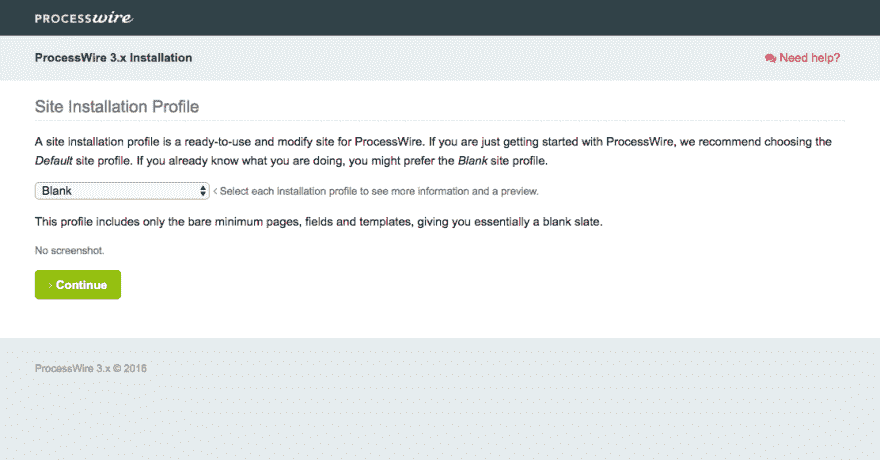 PROCESSwire
ProcessWire 3.x Installation
Need help?
Site Installation Profile
A site installation profile is a ready-to-use and modify site for ProcessWire. If you are just getting started with ProcessWire, we recommend choosing the
Default site profile. If you already know what you are doing, you might prefer the Blank site profile.
Blank
< Select each installation profile to see more information and a preview.
This profile includes only the bare minimum pages, fields and templates, giving you essentially a blank slate.
No screenshot.
› Continue
ProcessWire 3.x © 2016